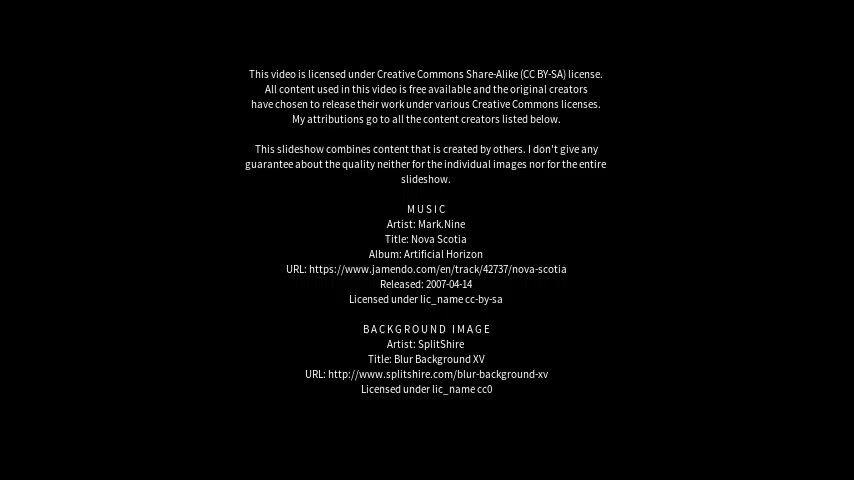 This video is licensed under Creative Commons Share-Alike (CC BY-SA) license.
All content used in this video is free available and the original creators
have chosen to release their work under various Creative Commons licenses.
My attributions go to all the content creators listed below.
This slideshow combines content that is created by others. I don't give any
guarantee about the quality neither for the individual images nor for the entire
slideshow.
MUSIC
Artist: Mark.Nine
Title: Nova Scotia
Album: Artificial Horizon
URL: https://www.jamendo.com/en/track/42737/nova-scotia
Released: 2007-04-14
Licensed under lic_name cc-by-sa
BACKGROUND IMAGE
Artist: SplitShire
Title: Blur Background XV
URL: http://www.splitshire.com/blur-background-xv
Licensed under lic_name cc0